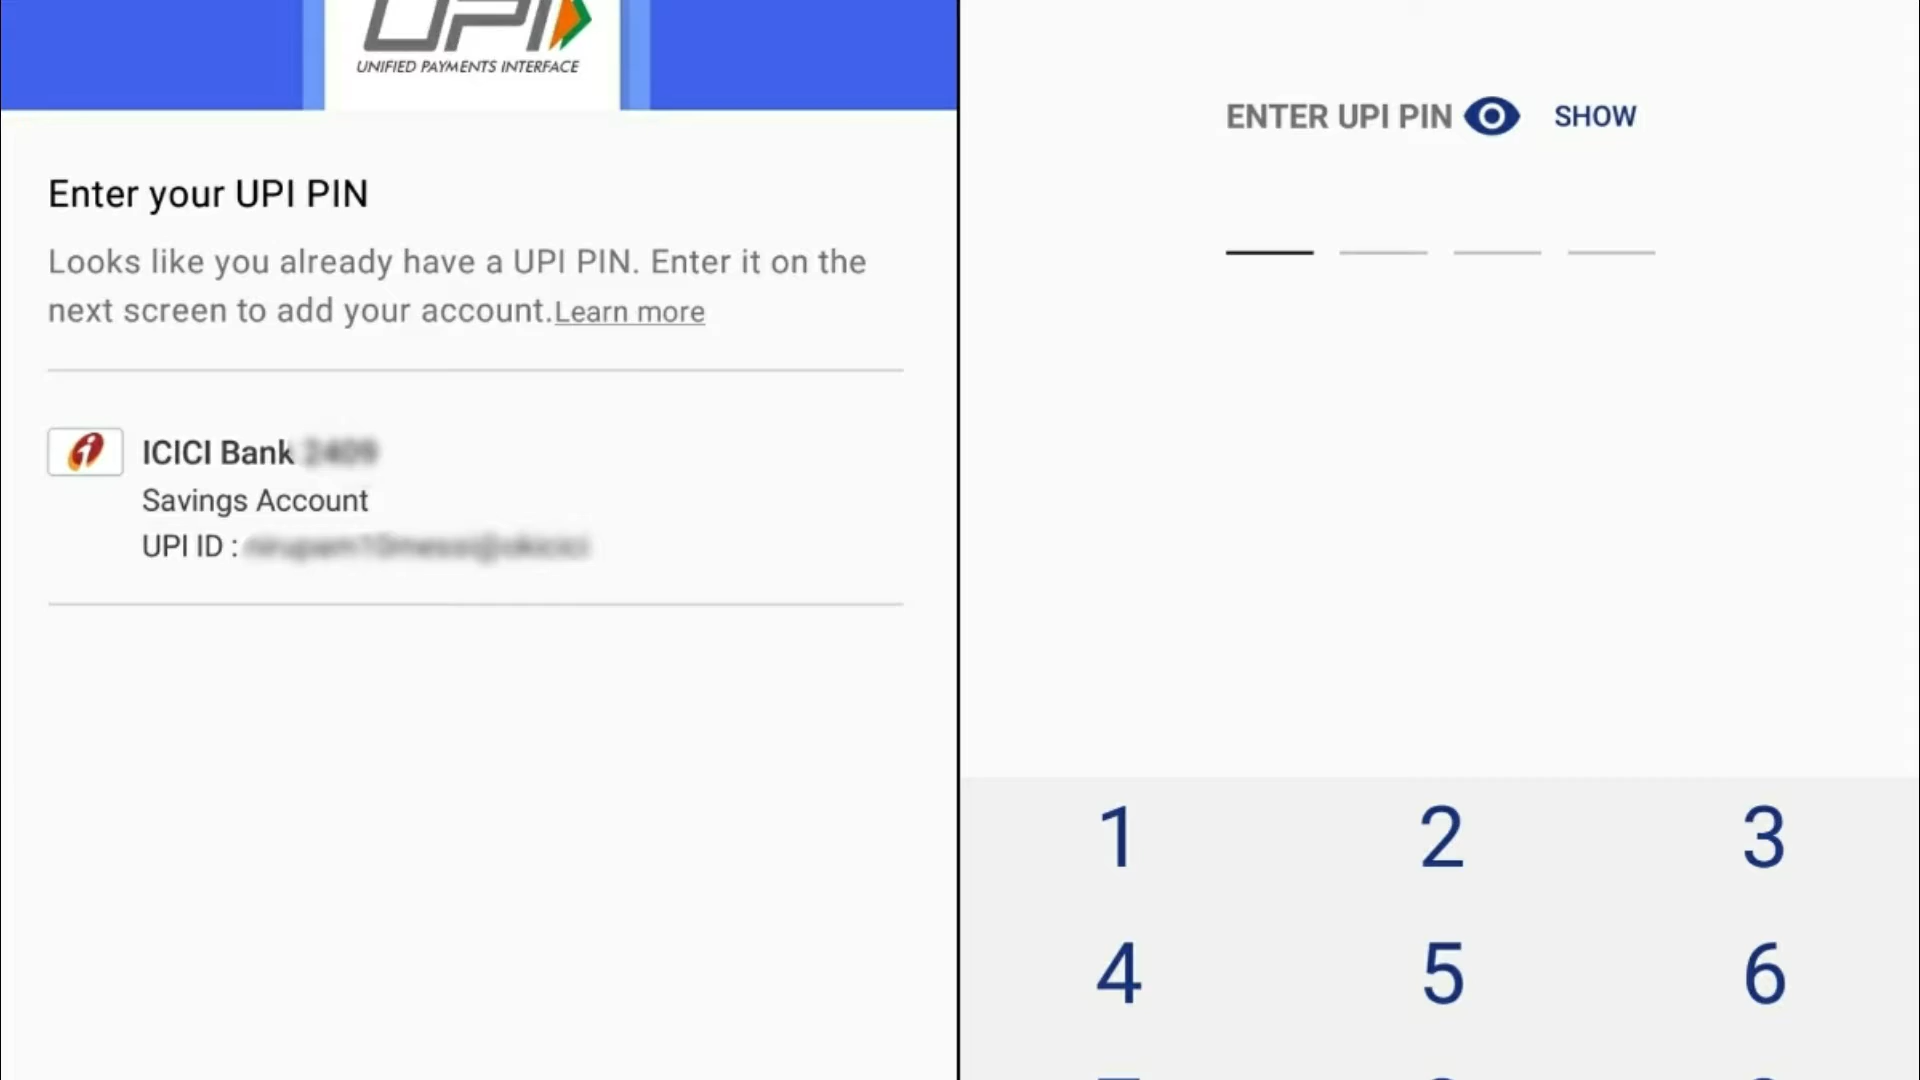 UPI
UNIFIED PAYMENTS INTERFACE
Enter your UPI PIN
Looks like you already have a UPI PIN. Enter it on the
next screen to add your account.Learn more
ICICI Bank
Savings Account
UPI ID :
ENTER UPI PIN SHOW
1 2 3
4 5 6